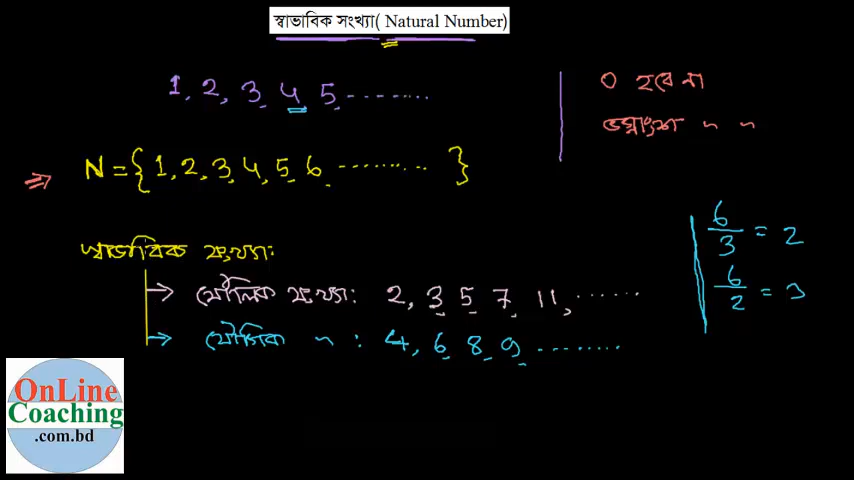 স্বাভাবিক সংখ্যা( Natural Number)
1, 2, 3, 4, 5, ---------
0 হবে না
ভগ্নাংশ " "
⇒ N = {1, 2, 3, 4, 5, 6, ......... }
স্বাভাবিক সংখ্যাঃ
→ মৌলিক সংখ্যাঃ 2, 3, 5, 7, 11, ........
→ যৌগিক " : 4, 6, 8, 9, .........
6/3 = 2
6/2 = 3
OnLine
Coaching
.com.bd